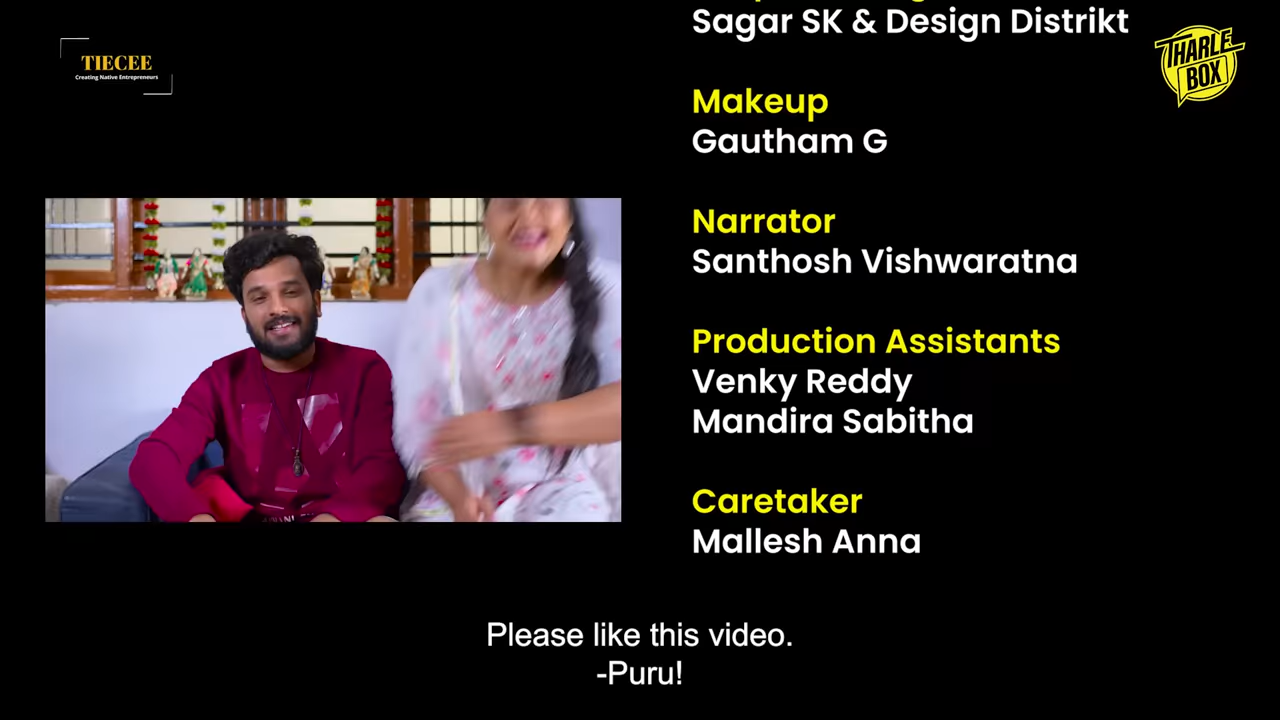 TIECEE
Creating Native Entrepreneurs
THARLE
BOX
Sagar SK & Design Distrikt
Makeup
Gautham G
Narrator
Santhosh Vishwaratna
Production Assistants
Venky Reddy
Mandira Sabitha
Caretaker
Mallesh Anna
Please like this video.
-Puru!